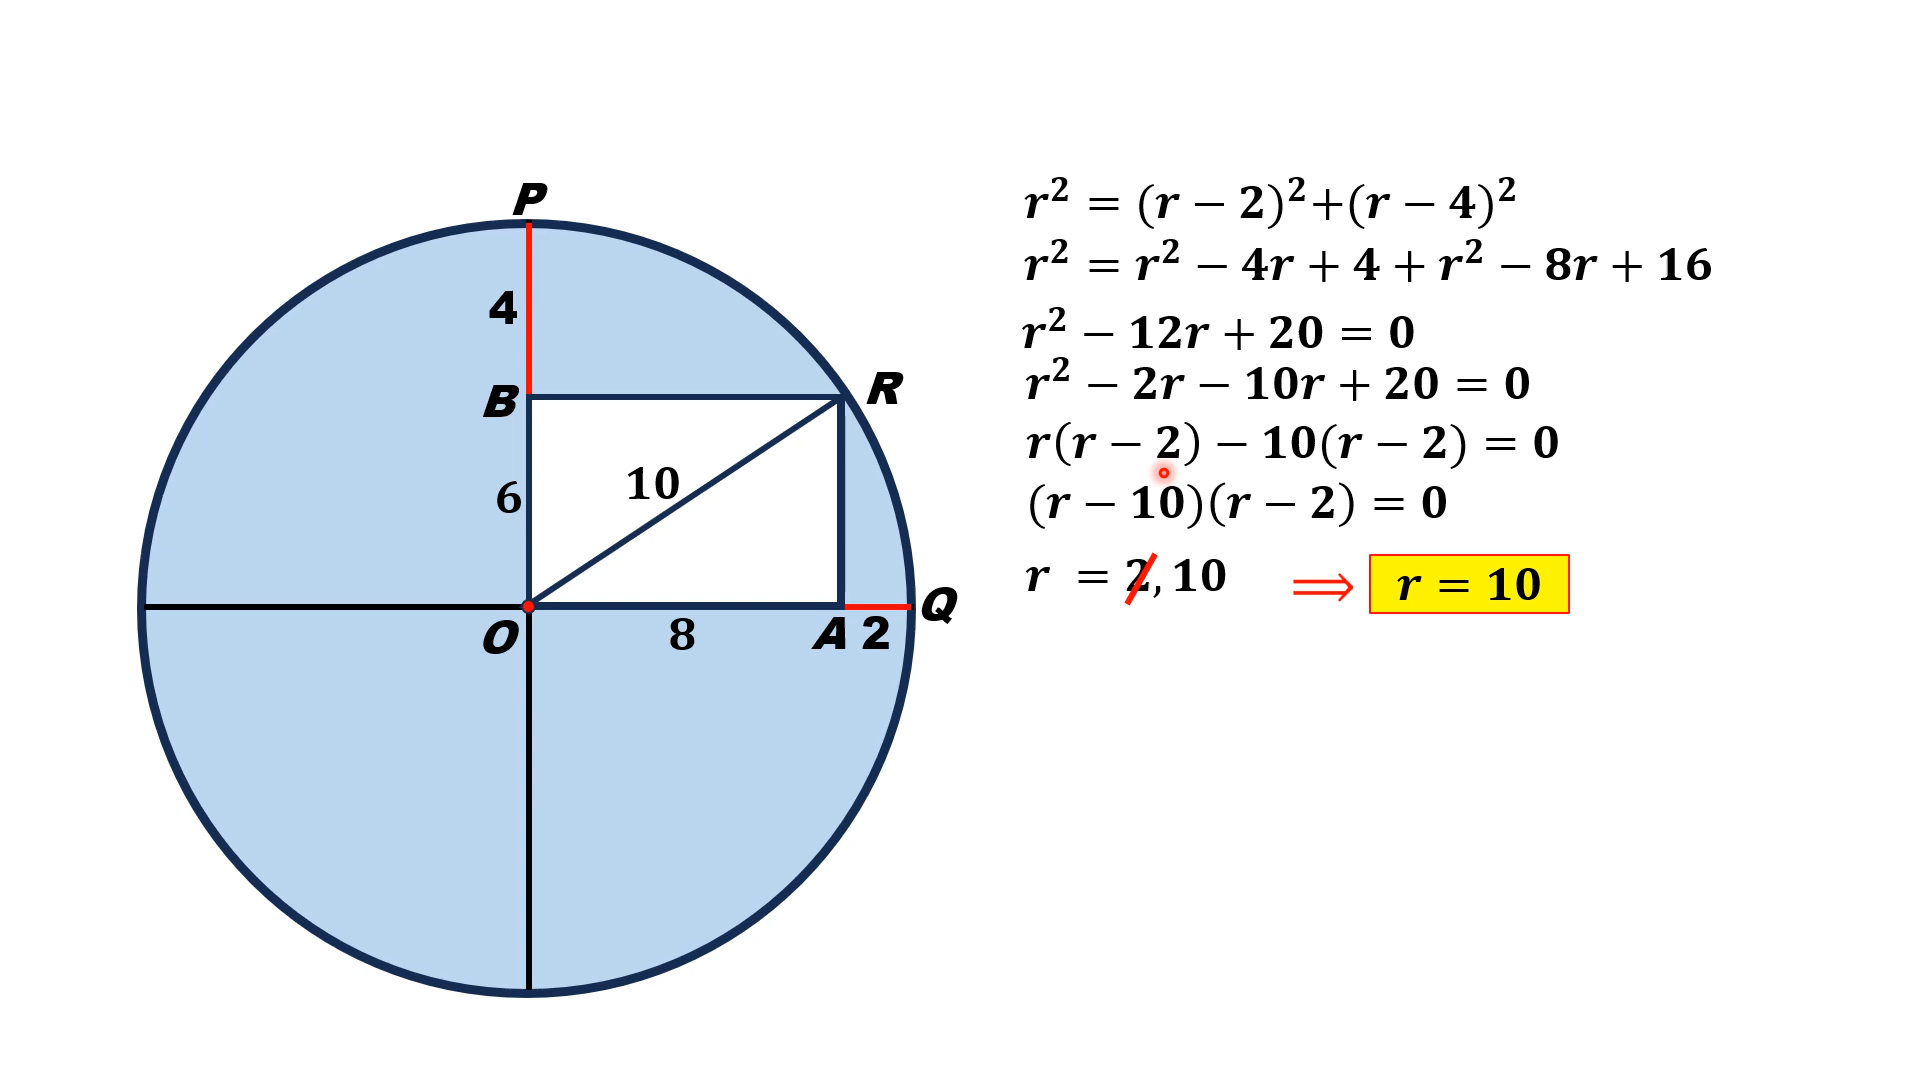 P
4
B
R
10
6
O
8
A
2
Q
r² = (r − 2)²+(r − 4)²
r² = r² − 4r + 4 + r² − 8r + 16
r² − 12r + 20 = 0
r² − 2r − 10r + 20 = 0
r(r − 2) − 10(r − 2) = 0
(r − 10)(r − 2) = 0
r = 2, 10 ⟹ r = 10